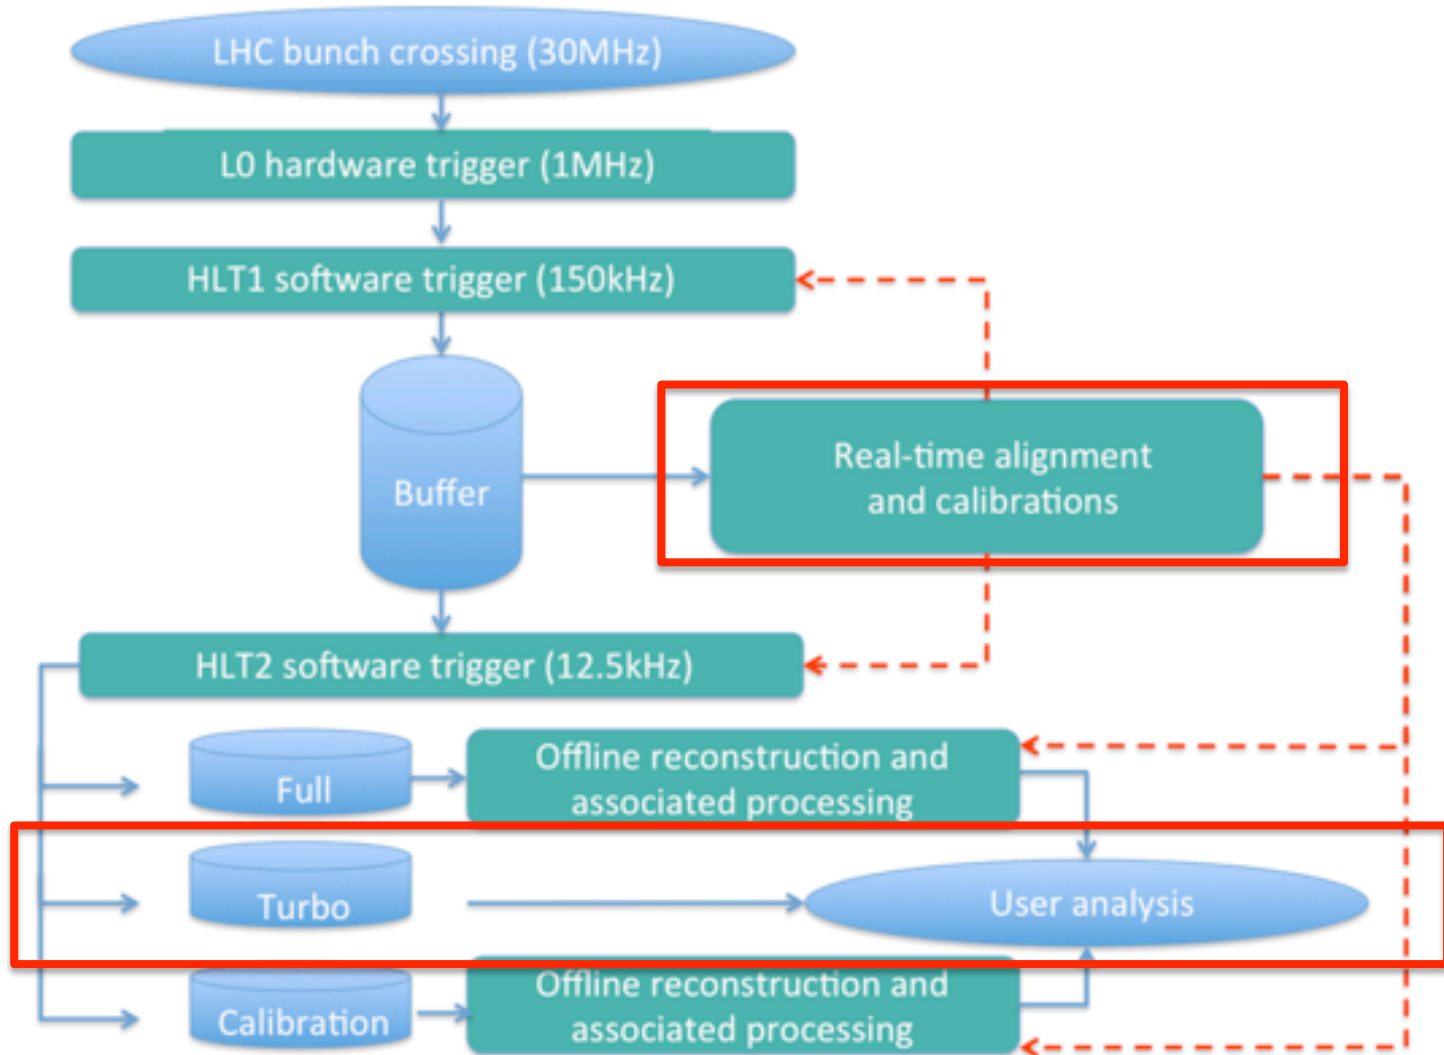 LHC bunch crossing (30MHz)
L0 hardware trigger (1MHz)
HLT1 software trigger (150kHz)
Buffer
Real-time alignment
and calibrations
HLT2 software trigger (12.5kHz)
Full
Offline reconstruction and
associated processing
Turbo
User analysis
Calibration
Offline reconstruction and
associated processing